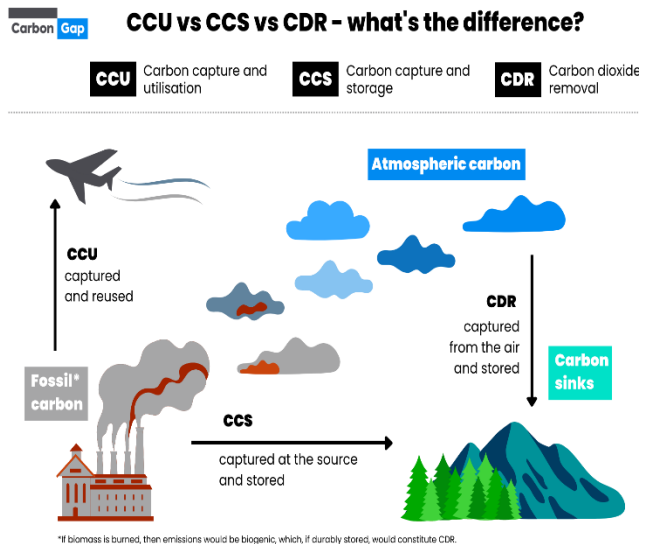 Carbon Gap
CCU vs CCS vs CDR – what's the difference?
CCU
Carbon capture and
utilisation
CCS
Carbon capture and
storage
CDR
Carbon dioxide
removal
Atmospheric carbon
CCU
captured
and reused
CDR
captured
from the air
and stored
Carbon
sinks
Fossil*
carbon
CCS
captured at the source
and stored
*If biomass is burned, then emissions would be biogenic, which, if durably stored, would constitute CDR.